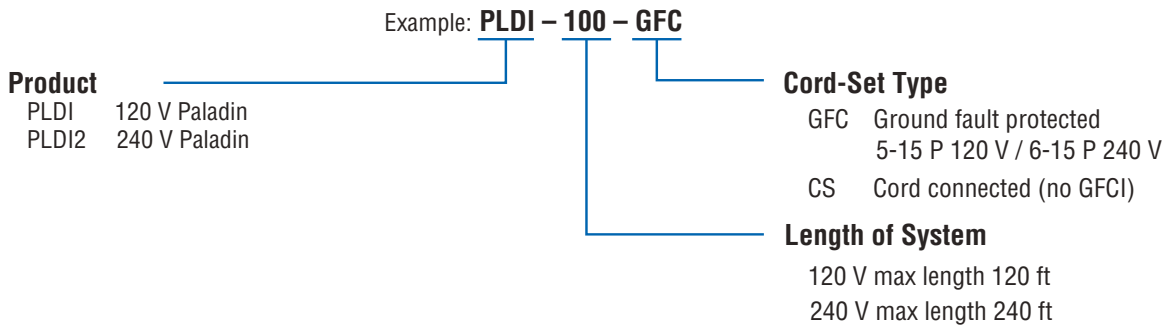 Example: PLDI – 100 – GFC
Product
PLDI 120 V Paladin
PLDI2 240 V Paladin
Cord-Set Type
GFC Ground fault protected
5-15 P 120 V / 6-15 P 240 V
CS Cord connected (no GFCI)
Length of System
120 V max length 120 ft
240 V max length 240 ft